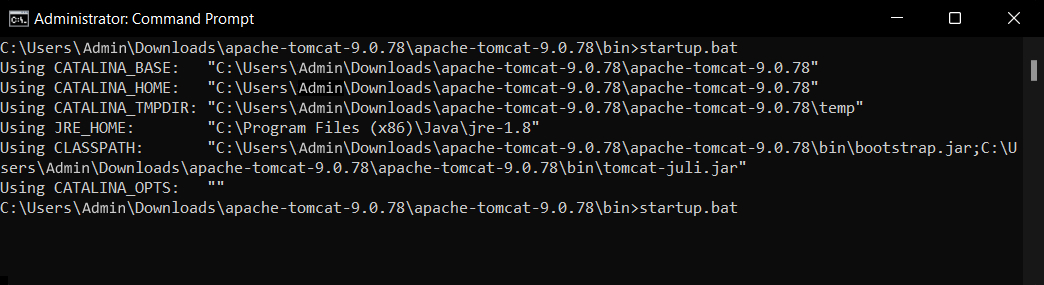 Administrator: Command Prompt
C:\Users\Admin\Downloads\apache-tomcat-9.0.78\apache-tomcat-9.0.78\bin>startup.bat
Using CATALINA_BASE:   "C:\Users\Admin\Downloads\apache-tomcat-9.0.78\apache-tomcat-9.0.78"
Using CATALINA_HOME:   "C:\Users\Admin\Downloads\apache-tomcat-9.0.78\apache-tomcat-9.0.78"
Using CATALINA_TMPDIR: "C:\Users\Admin\Downloads\apache-tomcat-9.0.78\apache-tomcat-9.0.78\temp"
Using JRE_HOME:        "C:\Program Files (x86)\Java\jre-1.8"
Using CLASSPATH:       "C:\Users\Admin\Downloads\apache-tomcat-9.0.78\apache-tomcat-9.0.78\bin\bootstrap.jar;C:\U
sers\Admin\Downloads\apache-tomcat-9.0.78\apache-tomcat-9.0.78\bin\tomcat-juli.jar"
Using CATALINA_OPTS:   ""
C:\Users\Admin\Downloads\apache-tomcat-9.0.78\apache-tomcat-9.0.78\bin>startup.bat